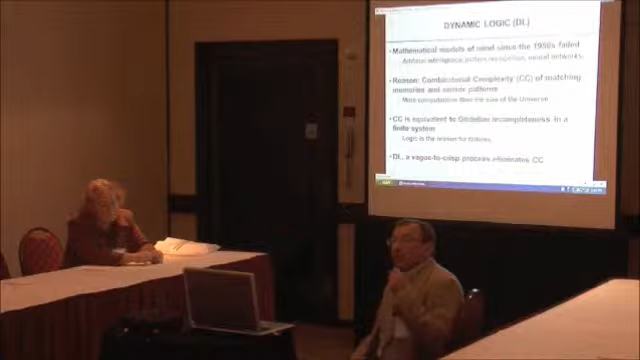 DYNAMIC LOGIC (DL)
• Mathematical models of mind since the 1950s failed
Artificial intelligence, pattern recognition, neural networks
• Reason: Combinatorial Complexity (CC) of matching
memories and sensor patterns
More computations than the size of the Universe
• CC is equivalent to Gödelian incompleteness in a
finite system
Logic is the reason for failures
• DL, a vague-to-crisp process eliminates CC